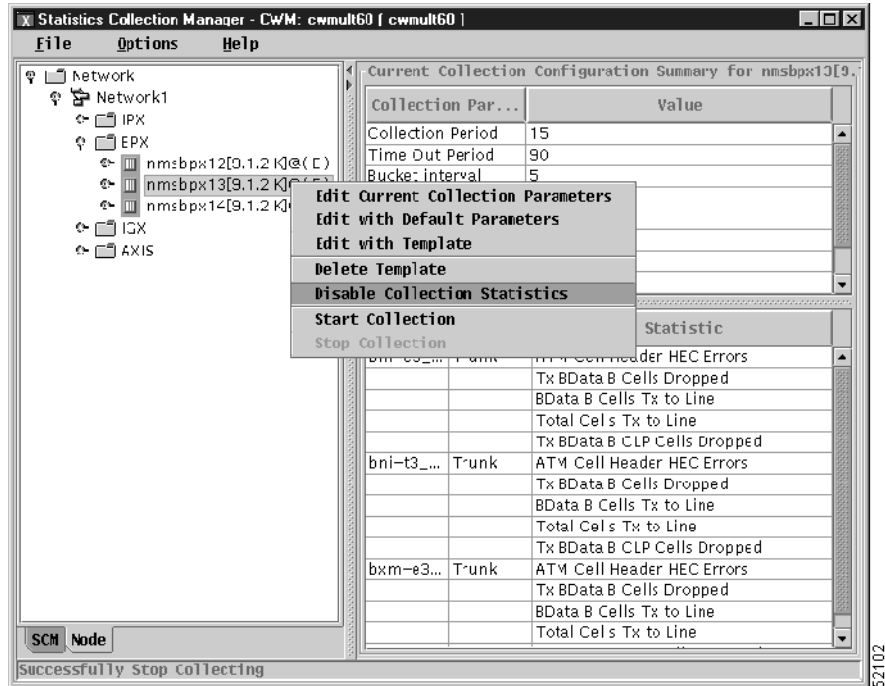 X Statistics Collection Manager - CWM: cwmult60 [ cwmult60 ]
File Options Help
Network
Network1
IPX
EPX
nmsbpx12[9.1.2 K]@( E )
nmsbpx13[9.1.2 K]
nmsbpx14[9.1.2 K]
IGX
AXIS
SCM Node
Current Collection Configuration Summary for nmsbpx13[9.
Collection Par... Value
Collection Period 15
Time Out Period 90
Bucket interval 5
Edit Current Collection Parameters
Edit with Default Parameters
Edit with Template
Delete Template
Disable Collection Statistics
Start Collection
Stop Collection
Statistic
bni-e3_... Trunk ATM Cell Header HEC Errors
Tx BData B Cells Dropped
BData B Cells Tx to Line
Total Cells Tx to Line
Tx BData B CLP Cells Dropped
bni-t3_... Trunk ATM Cell Header HEC Errors
Tx BData B Cells Dropped
BData B Cells Tx to Line
Total Cells Tx to Line
Tx BData B CLP Cells Dropped
bxm-e3... Trunk ATM Cell Header HEC Errors
Tx BData B Cells Dropped
BData B Cells Tx to Line
Total Cells Tx to Line
Successfully Stop Collecting
52102